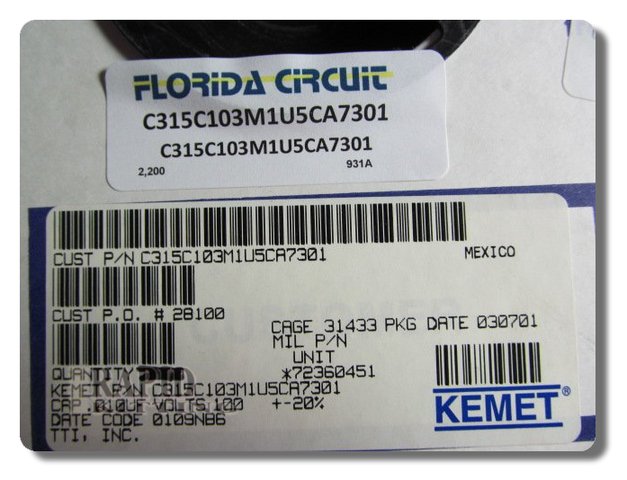 FLORIDA CIRCUIT
C315C103M1U5CA7301
C315C103M1U5CA7301
2,200 931A
CUST P/N C315C103M1U5CA7301 MEXICO
CUST P.O. # 28100
CAGE 31433 PKG DATE 030701
MIL P/N
UNIT
QUANTITY *72360451
KEMET P/N C315C103M1U5CA7301
CAP .010UF VOLTS 100 +-20%
DATE CODE 0109NB6
TTI, INC.
KEMET®